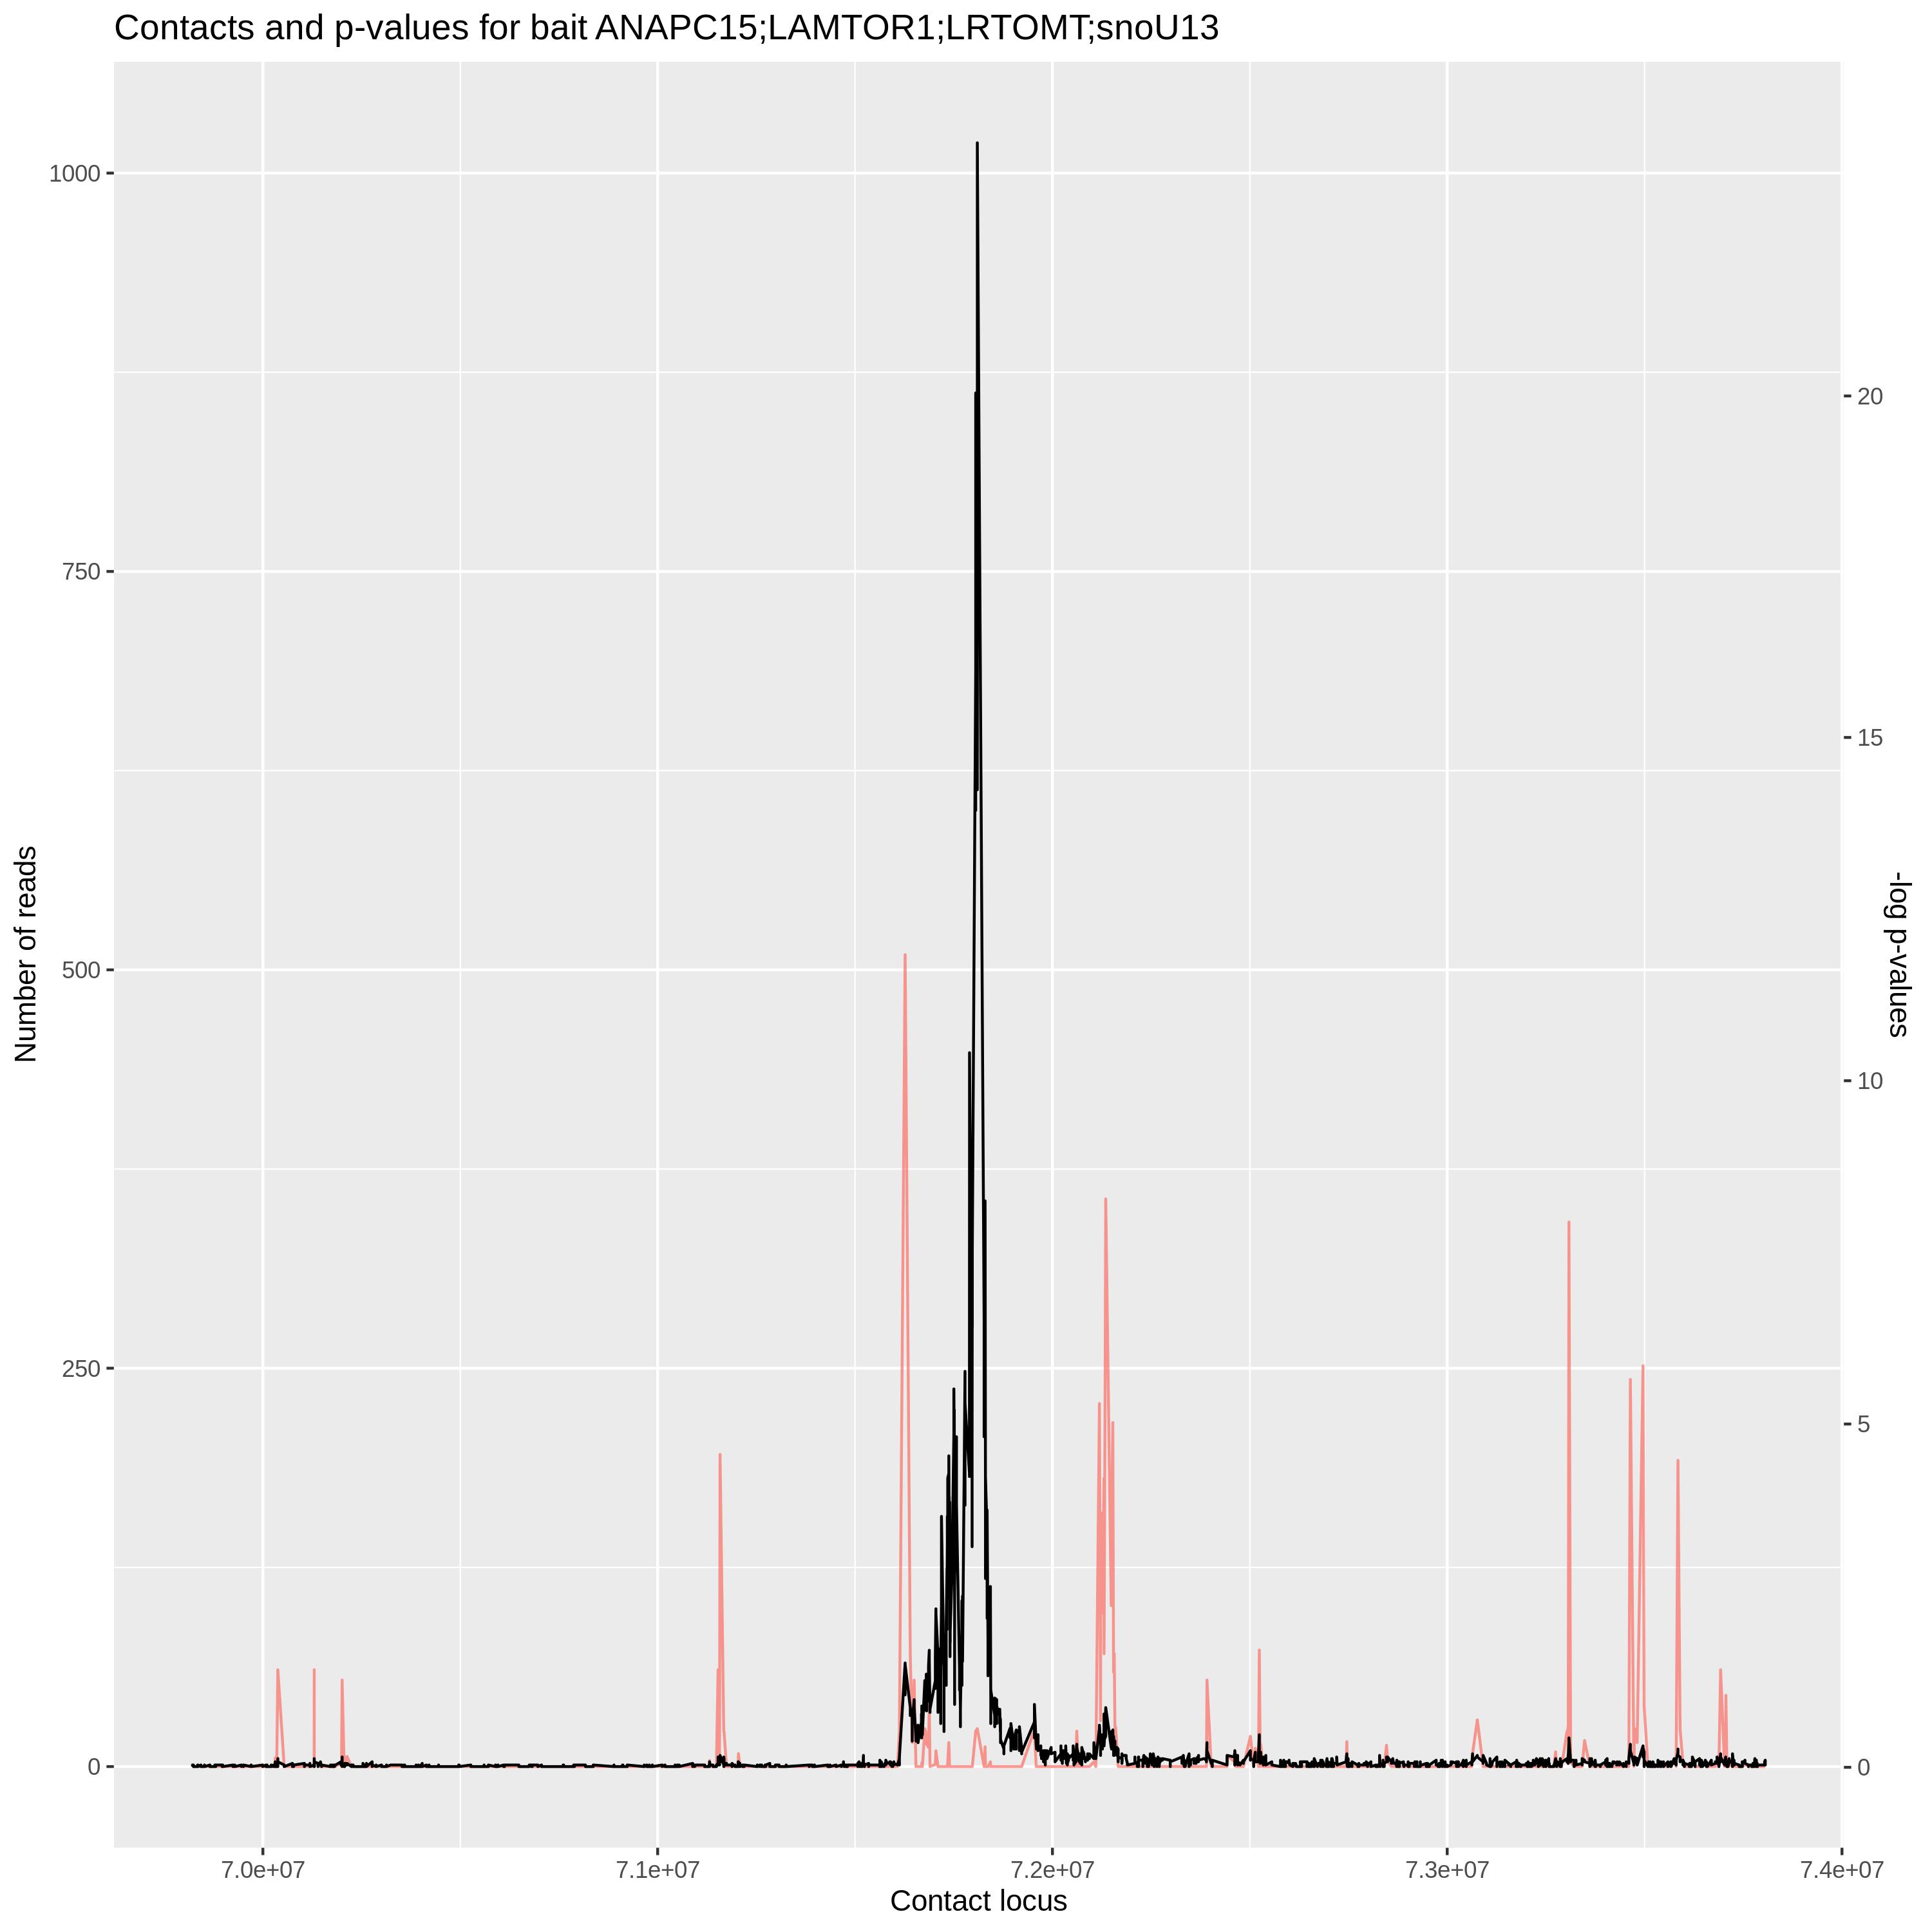 Contacts and p-values for bait ANAPC15;LAMTOR1;LRTOMT;snoU13
1000
750
500
250
0
Number of reads
20
15
10
5
0
-log p-values
7.0e+07
7.1e+07
7.2e+07
7.3e+07
7.4e+07
Contact locus